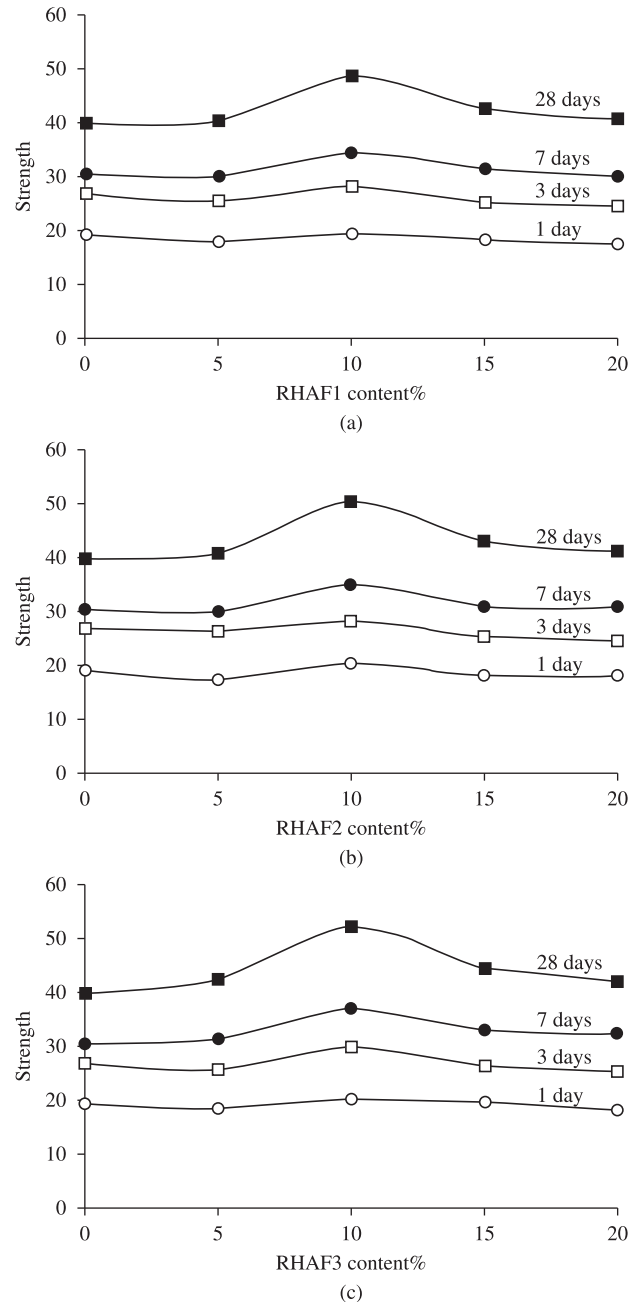 60
50
40
30
20
10
0
Strength
28 days
7 days
3 days
1 day
0 5 10 15 20
RHAF1 content%
(a)
60
50
40
30
20
10
0
Strength
28 days
7 days
3 days
1 day
0 5 10 15 20
RHAF2 content%
(b)
60
50
40
30
20
10
0
Strength
28 days
7 days
3 days
1 day
0 5 10 15 20
RHAF3 content%
(c)